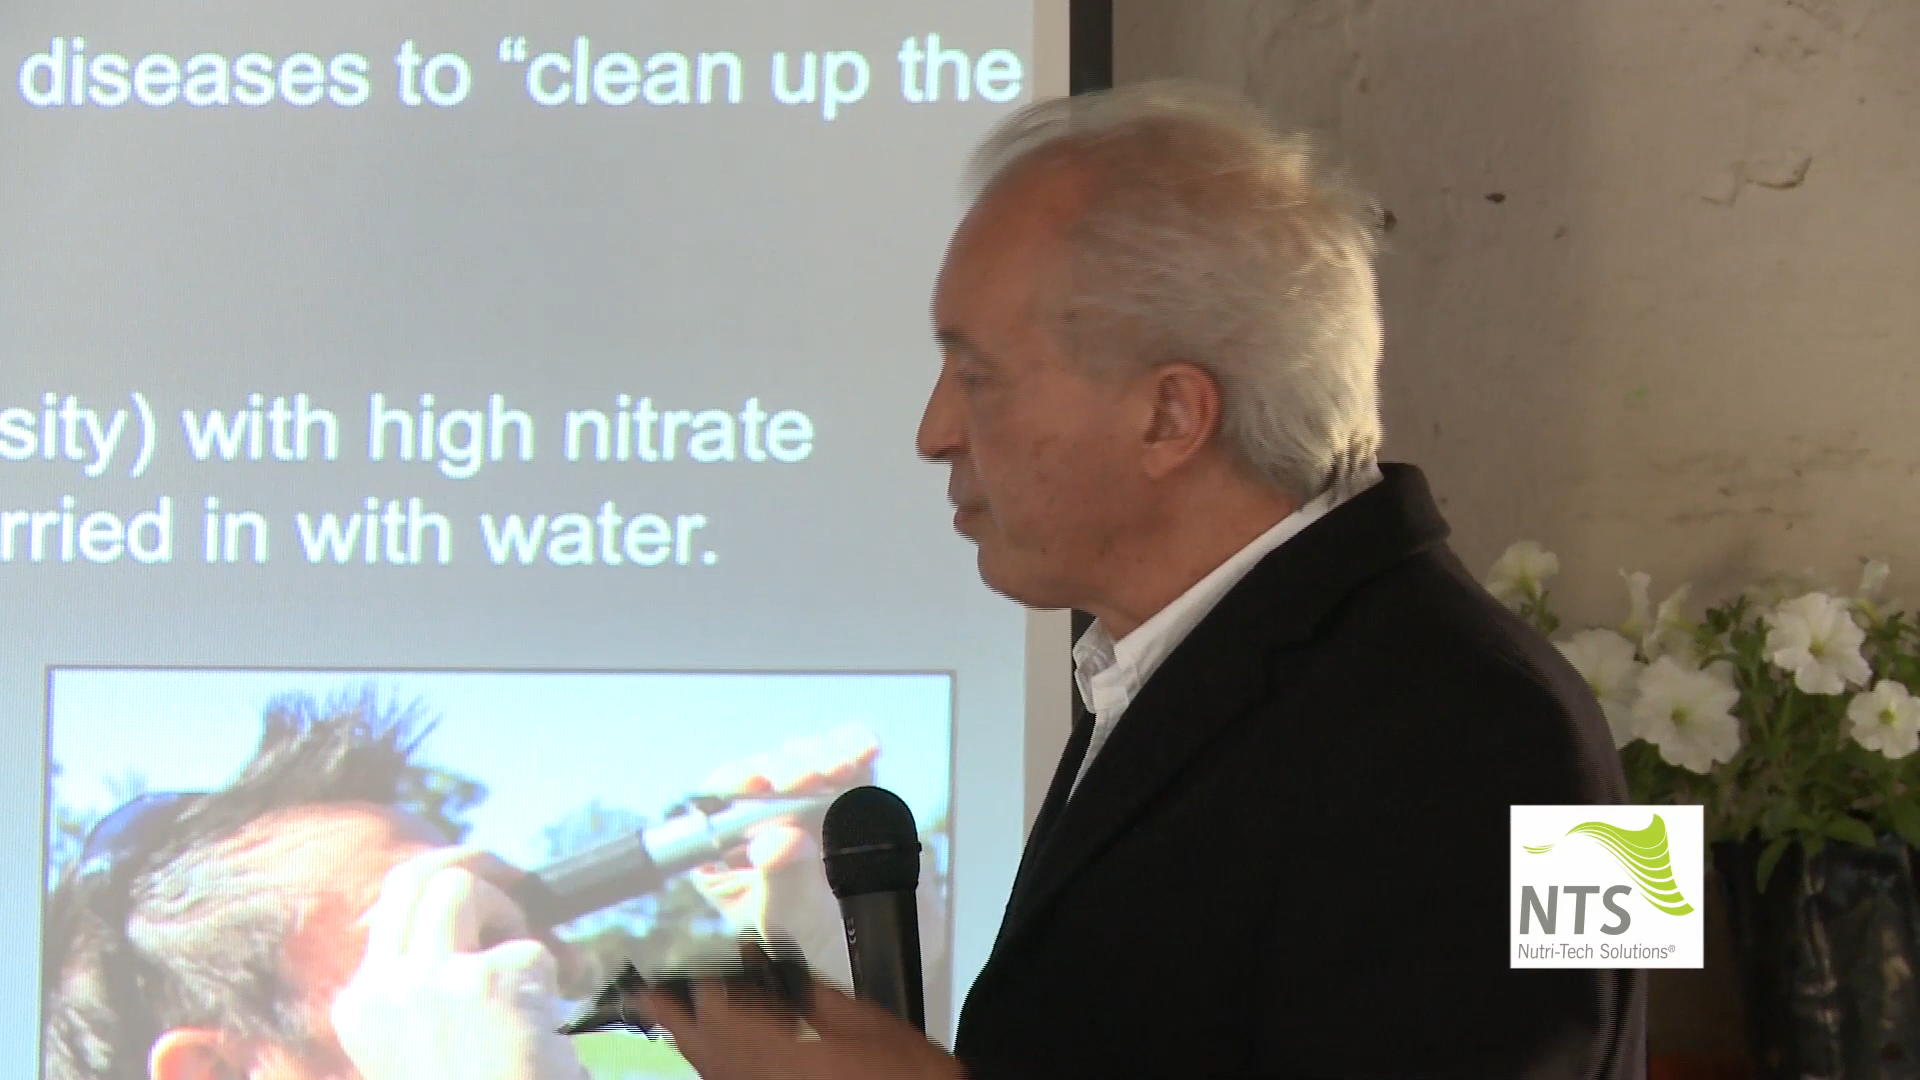 diseases to “clean up the
sity) with high nitrate
rried in with water.
NTS
Nutri-Tech Solutions®